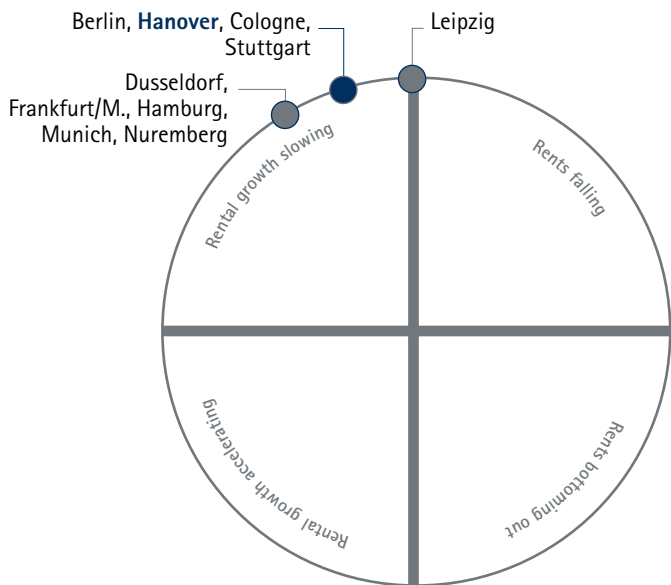 Berlin, Hanover, Cologne,
Stuttgart
Leipzig
Dusseldorf,
Frankfurt/M., Hamburg,
Munich, Nuremberg
Rental growth slowing
Rents falling
Rental growth accelerating
Rents bottoming out